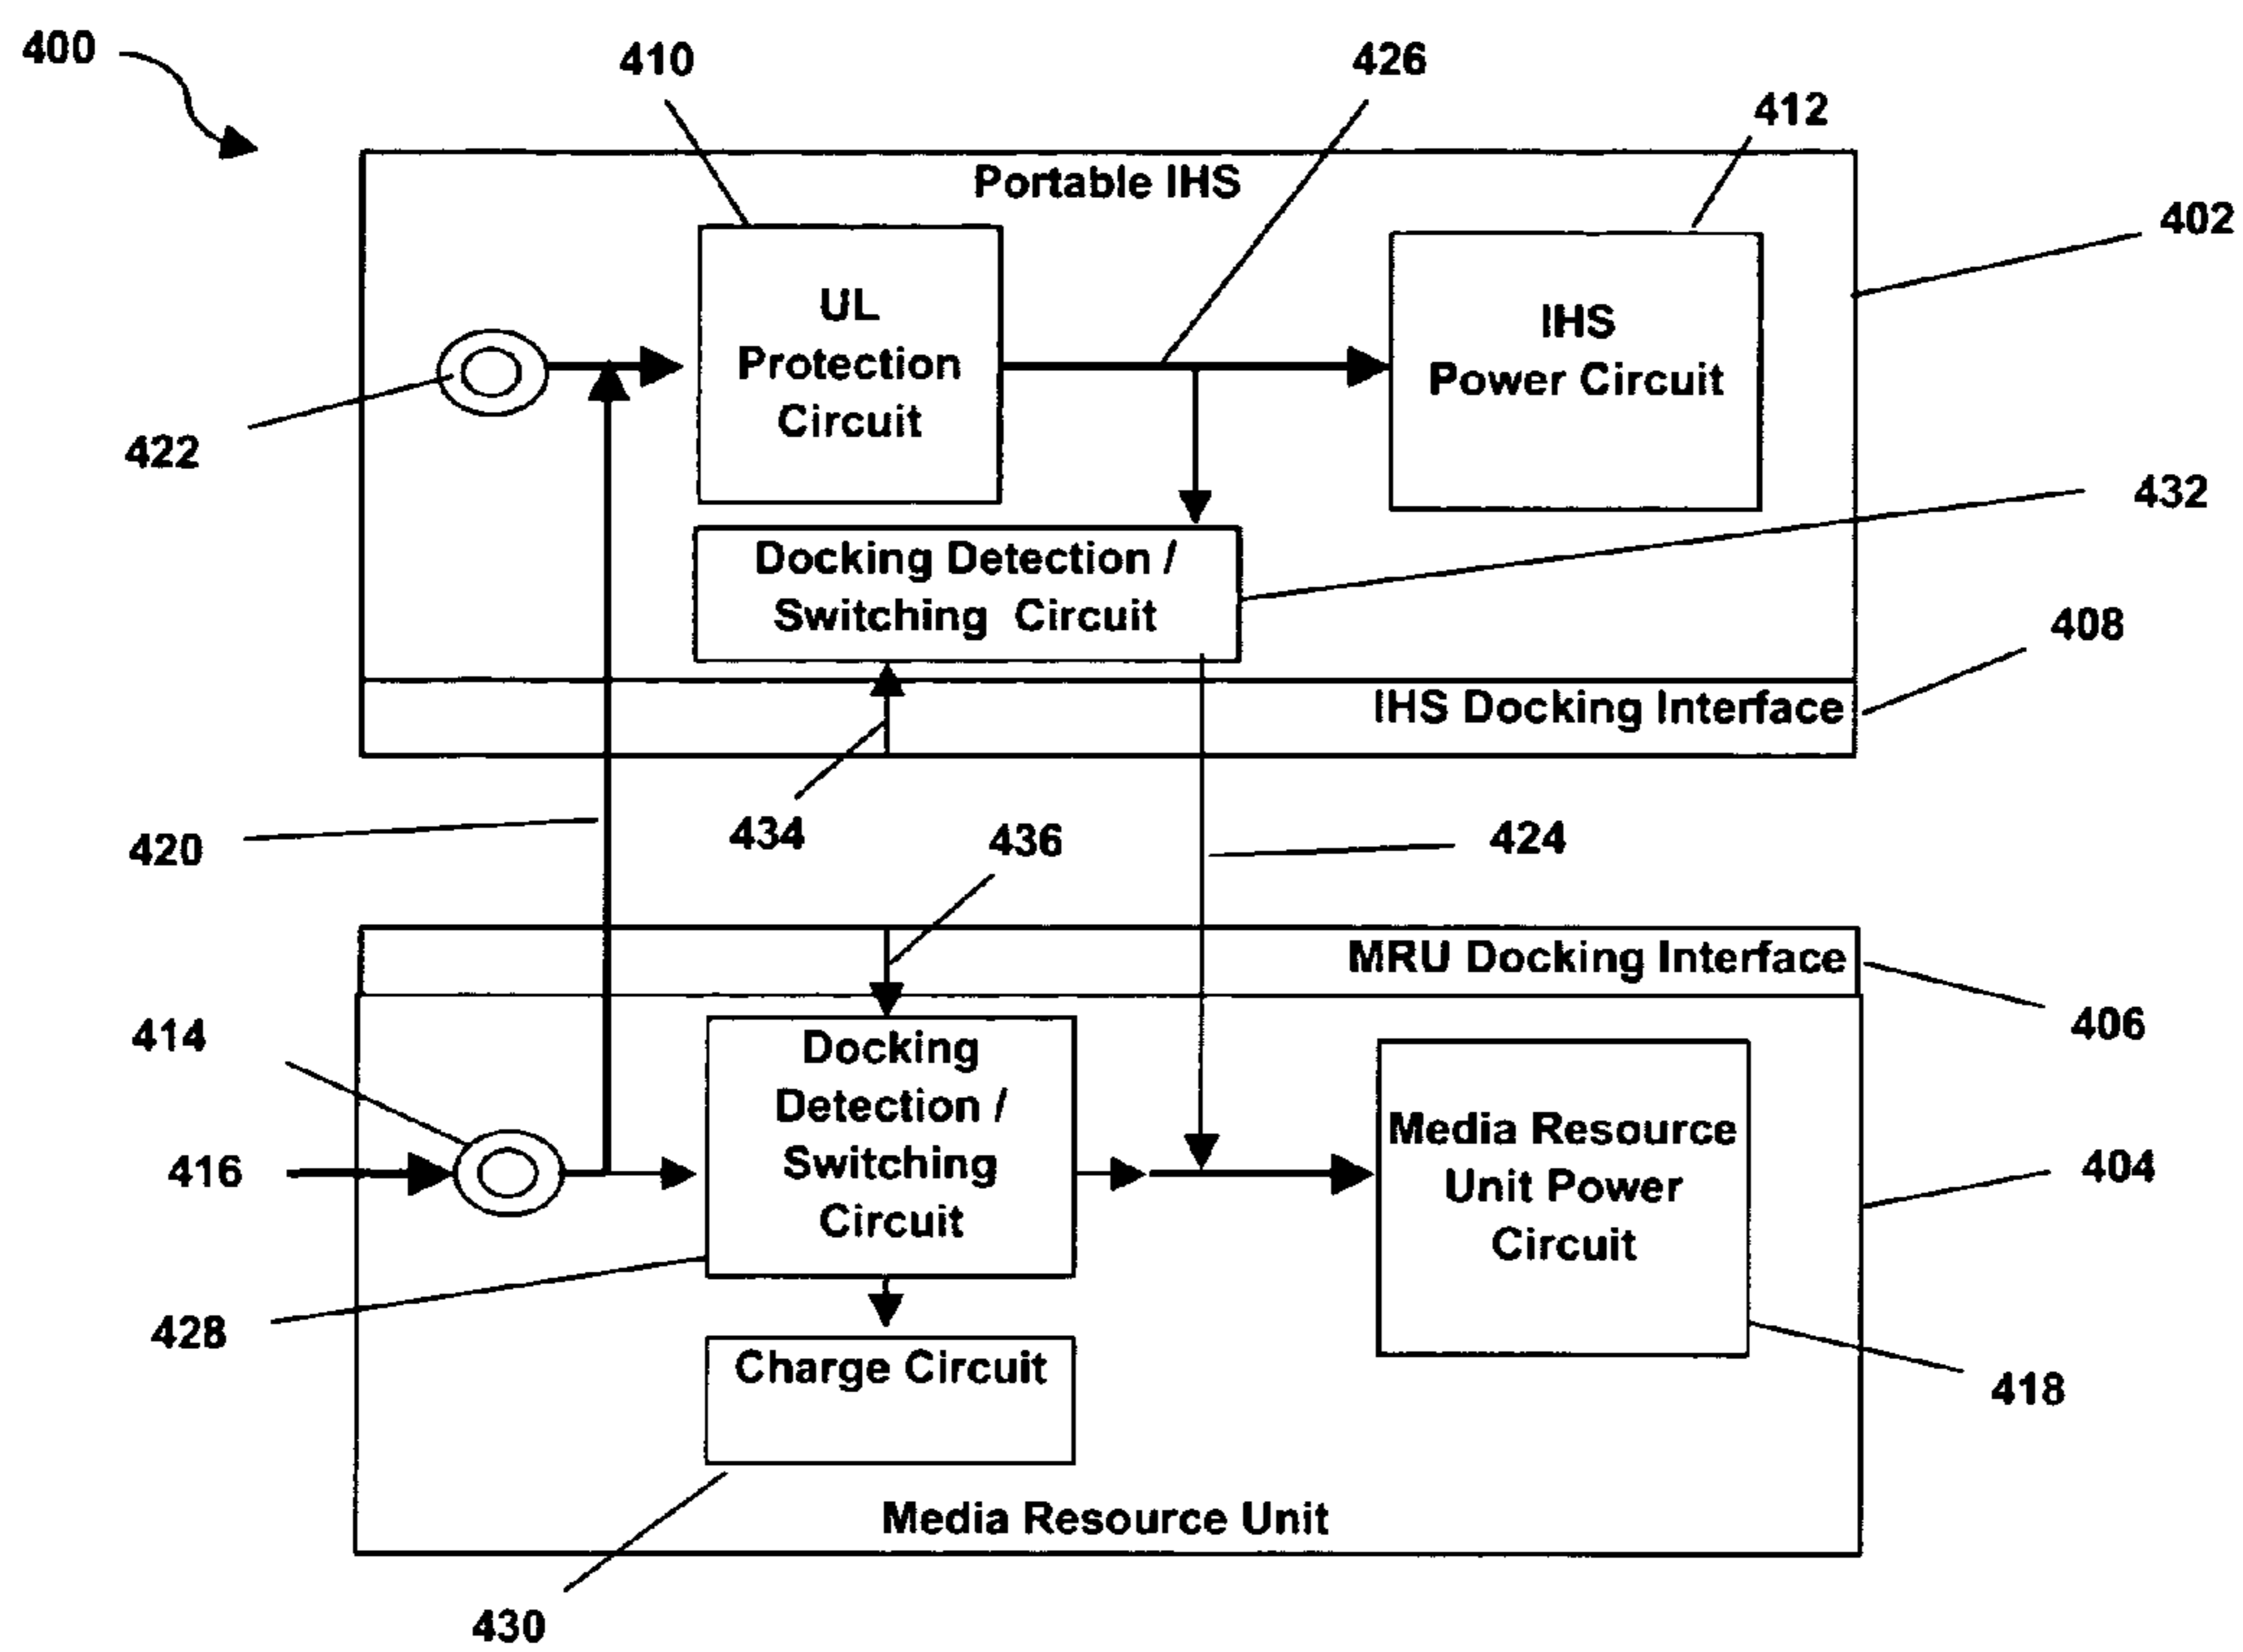 400
410
426
412
Portable IHS
402
UL
Protection
Circuit
IHS
Power Circuit
422
432
Docking Detection /
Switching Circuit
408
IHS Docking Interface
434
436
424
420
MRU Docking Interface
406
414
Docking
Detection /
Switching
Circuit
Media Resource
Unit Power
Circuit
416
404
428
Charge Circuit
418
Media Resource Unit
430